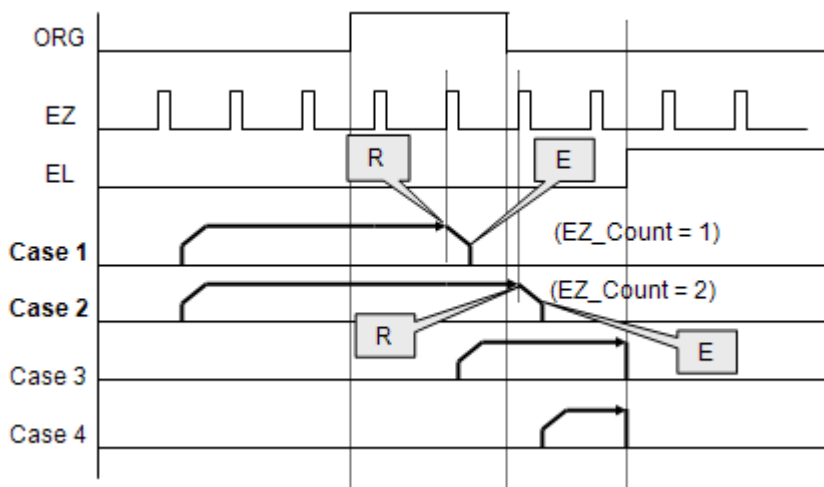 ORG
EZ
R
E
EL
(EZ_Count = 1)
Case 1
(EZ_Count = 2)
Case 2
R
E
Case 3
Case 4